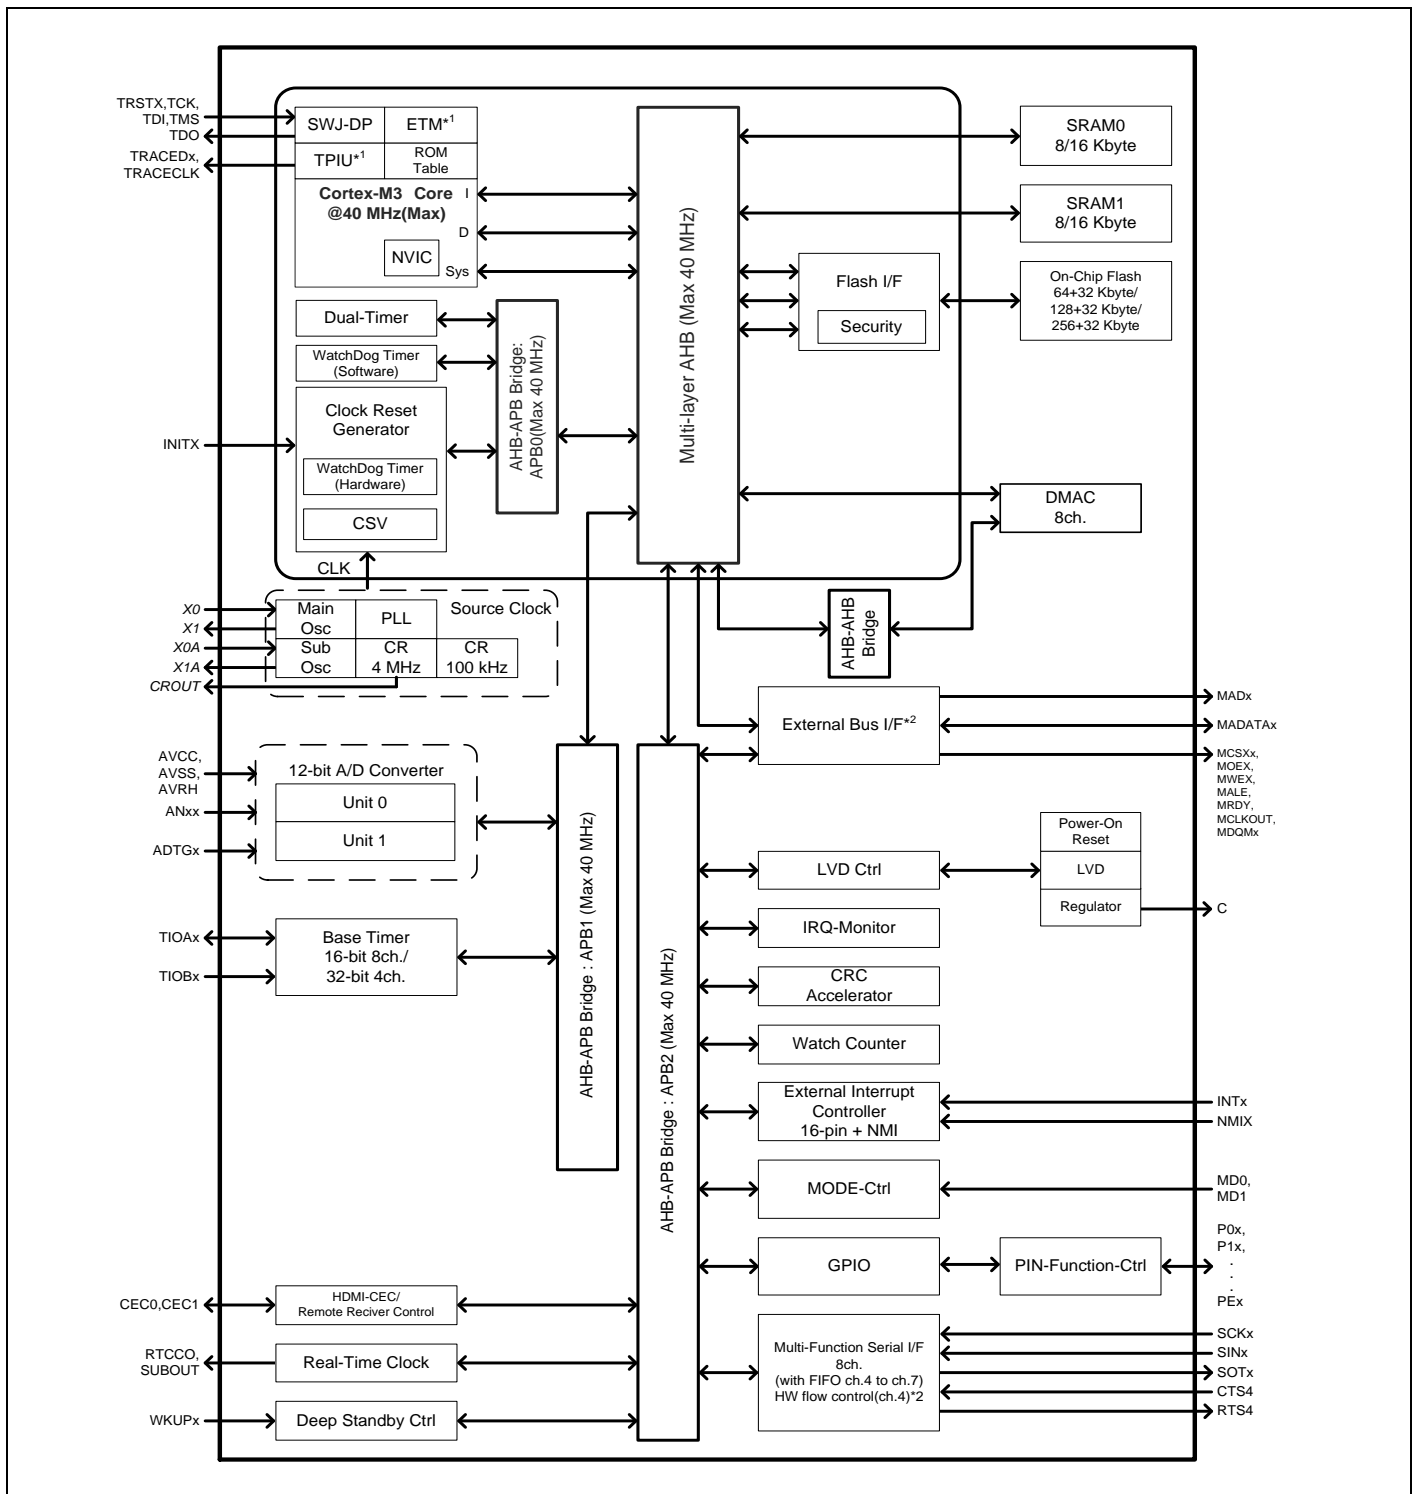 TRSTX,TCK,
TDI,TMS
TDO
TRACEDx,
TRACECLK
SWJ-DP
ETM*1
TPIU*1
ROM
Table
Cortex-M3 Core
@40 MHz(Max)
I
D
Sys
NVIC
Dual-Timer
WatchDog Timer
(Software)
Clock Reset
Generator
WatchDog Timer
(Hardware)
CSV
INITX
CLK
AHB-APB Bridge:
APB0(Max 40 MHz)
Multi-layer AHB (Max 40 MHz)
SRAM0
8/16 Kbyte
SRAM1
8/16 Kbyte
Flash I/F
Security
On-Chip Flash
64+32 Kbyte/
128+32 Kbyte/
256+32 Kbyte
DMAC
8ch.
AHB-AHB
Bridge
X0
X1
X0A
X1A
CROUT
Main
Osc
PLL
Source Clock
Sub
Osc
CR
4 MHz
CR
100 kHz
External Bus I/F*2
MADx
MADATAx
MCSXx,
MOEX,
MWEX,
MALE,
MRDY,
MCLKOUT,
MDQMx
AVCC,
AVSS,
AVRH
ANxx
ADTGx
12-bit A/D Converter
Unit 0
Unit 1
TIOAx
TIOBx
Base Timer
16-bit 8ch./
32-bit 4ch.
AHB-APB Bridge : APB1 (Max 40 MHz)
AHB-APB Bridge : APB2 (Max 40 MHz)
LVD Ctrl
Power-On
Reset
LVD
Regulator
C
IRQ-Monitor
CRC
Accelerator
Watch Counter
External Interrupt
Controller
16-pin + NMI
INTx
NMIX
MODE-Ctrl
MD0,
MD1
GPIO
PIN-Function-Ctrl
P0x,
P1x,
.
.
.
PEx
CEC0,CEC1
HDMI-CEC/
Remote Reciver Control
RTCCO,
SUBOUT
Real-Time Clock
WKUPx
Deep Standby Ctrl
Multi-Function Serial I/F
8ch.
(with FIFO ch.4 to ch.7)
HW flow control(ch.4)*2
SCKx
SINx
SOTx
CTS4
RTS4